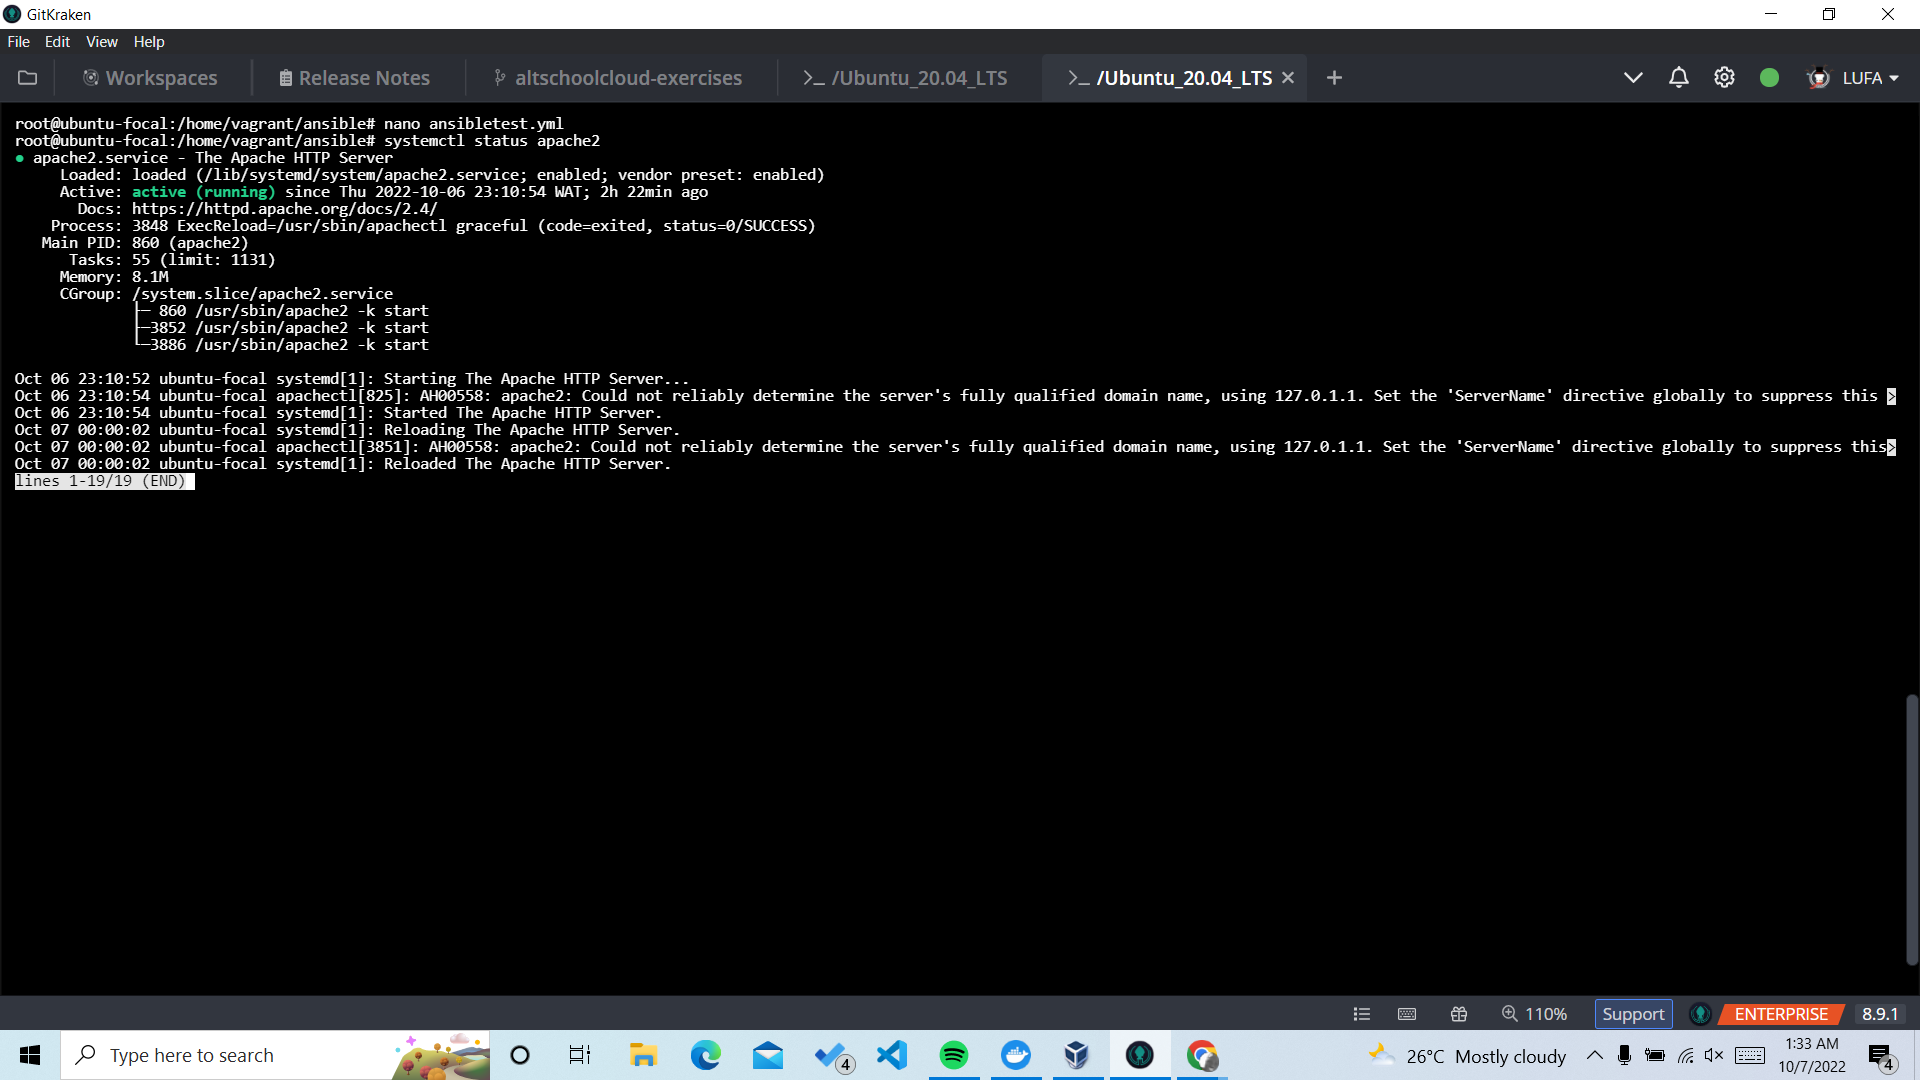 GitKraken
File Edit View Help
Workspaces Release Notes altschoolcloud-exercises >_ /Ubuntu_20.04_LTS >_ /Ubuntu_20.04_LTS LUFA
root@ubuntu-focal:/home/vagrant/ansible# nano ansibletest.yml
root@ubuntu-focal:/home/vagrant/ansible# systemctl status apache2
● apache2.service - The Apache HTTP Server
Loaded: loaded (/lib/systemd/system/apache2.service; enabled; vendor preset: enabled)
Active: active (running) since Thu 2022-10-06 23:10:54 WAT; 2h 22min ago
Docs: https://httpd.apache.org/docs/2.4/
Process: 3848 ExecReload=/usr/sbin/apachectl graceful (code=exited, status=0/SUCCESS)
Main PID: 860 (apache2)
Tasks: 55 (limit: 1131)
Memory: 8.1M
CGroup: /system.slice/apache2.service
├─ 860 /usr/sbin/apache2 -k start
├─3852 /usr/sbin/apache2 -k start
└─3886 /usr/sbin/apache2 -k start
Oct 06 23:10:52 ubuntu-focal systemd[1]: Starting The Apache HTTP Server...
Oct 06 23:10:54 ubuntu-focal apachectl[825]: AH00558: apache2: Could not reliably determine the server's fully qualified domain name, using 127.0.1.1. Set the 'ServerName' directive globally to suppress this >
Oct 06 23:10:54 ubuntu-focal systemd[1]: Started The Apache HTTP Server.
Oct 07 00:00:02 ubuntu-focal systemd[1]: Reloading The Apache HTTP Server.
Oct 07 00:00:02 ubuntu-focal apachectl[3851]: AH00558: apache2: Could not reliably determine the server's fully qualified domain name, using 127.0.1.1. Set the 'ServerName' directive globally to suppress this>
Oct 07 00:00:02 ubuntu-focal systemd[1]: Reloaded The Apache HTTP Server.
lines 1-19/19 (END)
110% Support ENTERPRISE 8.9.1
Type here to search 4 26°C Mostly cloudy 1:33 AM
10/7/2022 4